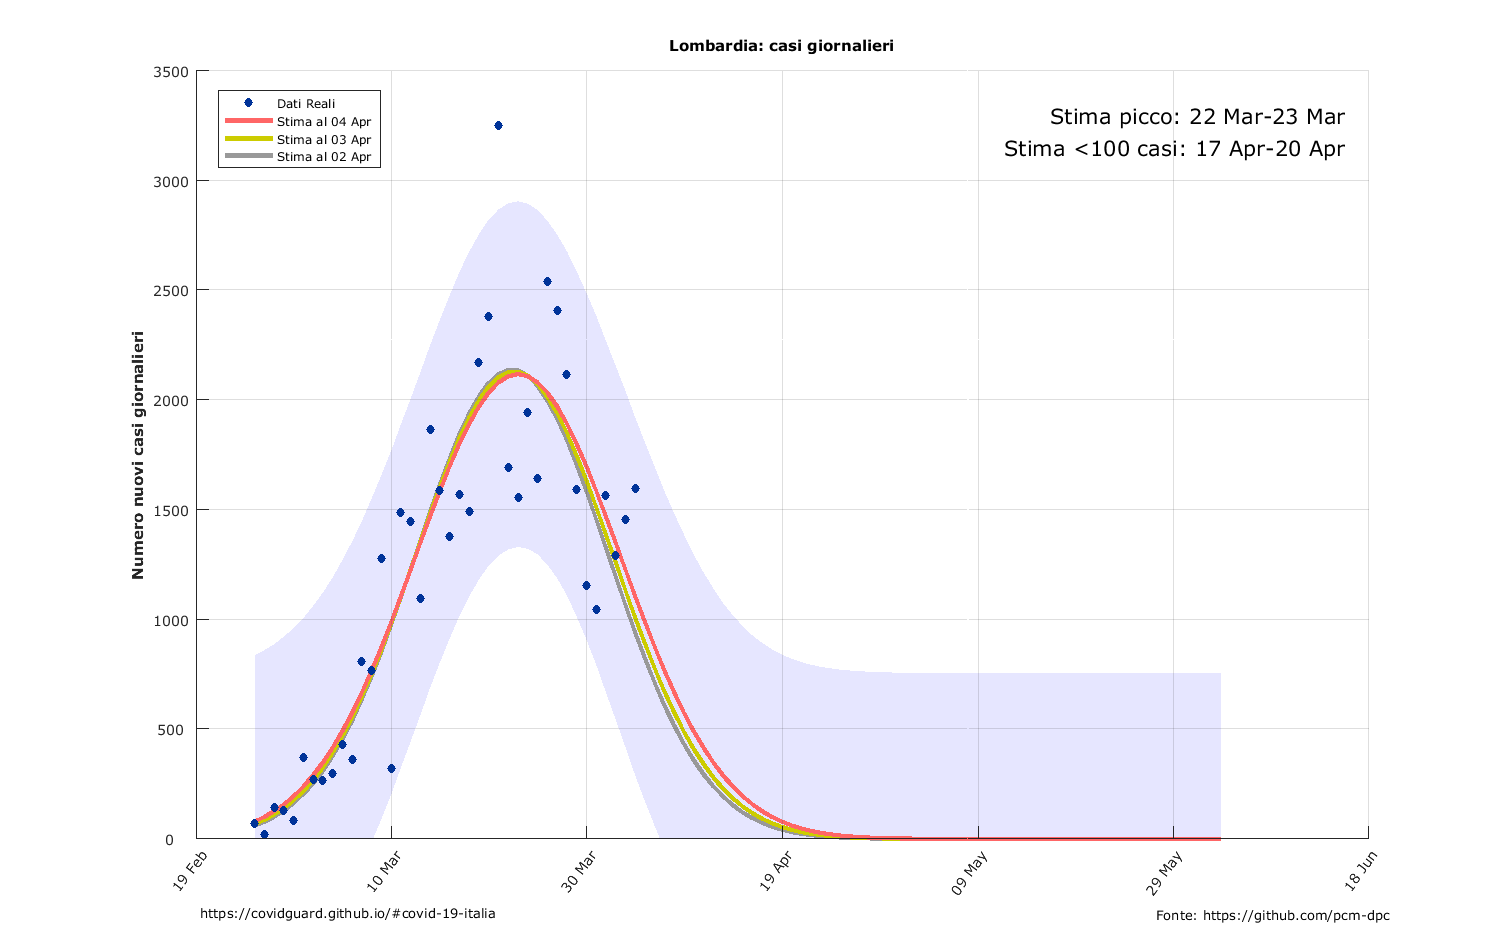 Lombardia: casi giornalieri
Dati Reali
Stima al 04 Apr
Stima al 03 Apr
Stima al 02 Apr
Stima picco: 22 Mar-23 Mar
Stima <100 casi: 17 Apr-20 Apr
Numero nuovi casi giornalieri
3500
3000
2500
2000
1500
1000
500
0
19 Feb
10 Mar
30 Mar
19 Apr
09 May
29 May
18 Jun
https://covidguard.github.io/#covid-19-italia
Fonte: https://github.com/pcm-dpc